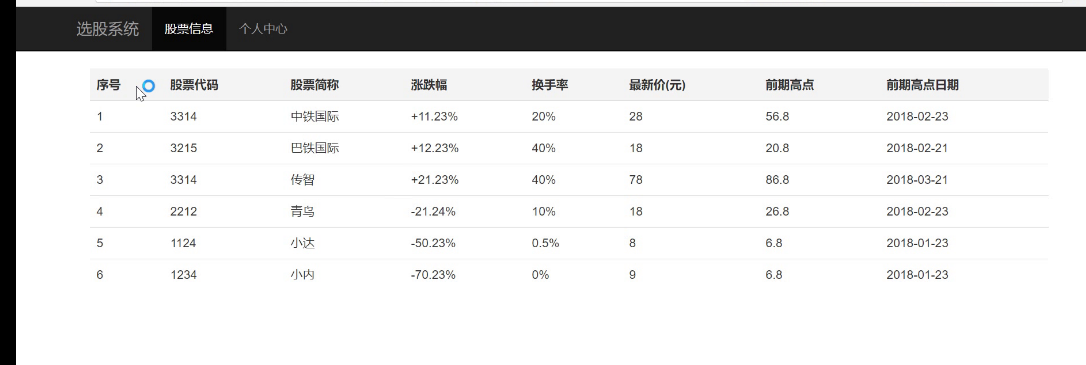 选股系统 股票信息 个人中心
序号 股票代码 股票简称 涨跌幅 换手率 最新价(元) 前期高点 前期高点日期
1 3314 中铁国际 +11.23% 20% 28 56.8 2018-02-23
2 3215 巴铁国际 +12.23% 40% 18 20.8 2018-02-21
3 3314 传智 +21.23% 40% 78 86.8 2018-03-21
4 2212 青鸟 -21.24% 10% 18 26.8 2018-02-23
5 1124 小达 -50.23% 0.5% 8 6.8 2018-01-23
6 1234 小内 -70.23% 0% 9 6.8 2018-01-23